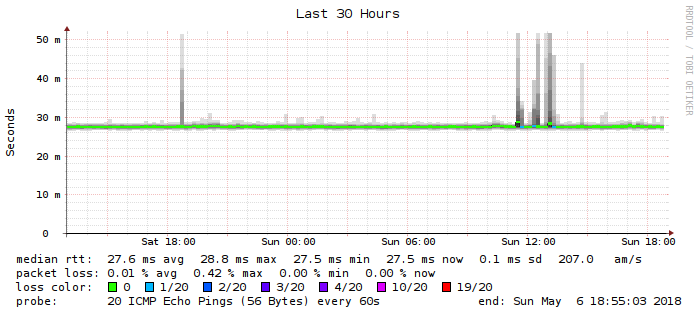 Last 30 Hours
RRDTOOL / TOBI OETIKER
Seconds
50 m
40 m
30 m
20 m
10 m
0
Sat 18:00 Sun 00:00 Sun 06:00 Sun 12:00 Sun 18:00
median rtt: 27.6 ms avg 28.8 ms max 27.5 ms min 27.5 ms now 0.1 ms sd 207.0 am/s
packet loss: 0.01 % avg 0.42 % max 0.00 % min 0.00 % now
loss color: 0 1/20 2/20 3/20 4/20 10/20 19/20
probe: 20 ICMP Echo Pings (56 Bytes) every 60s end: Sun May 6 18:55:03 2018